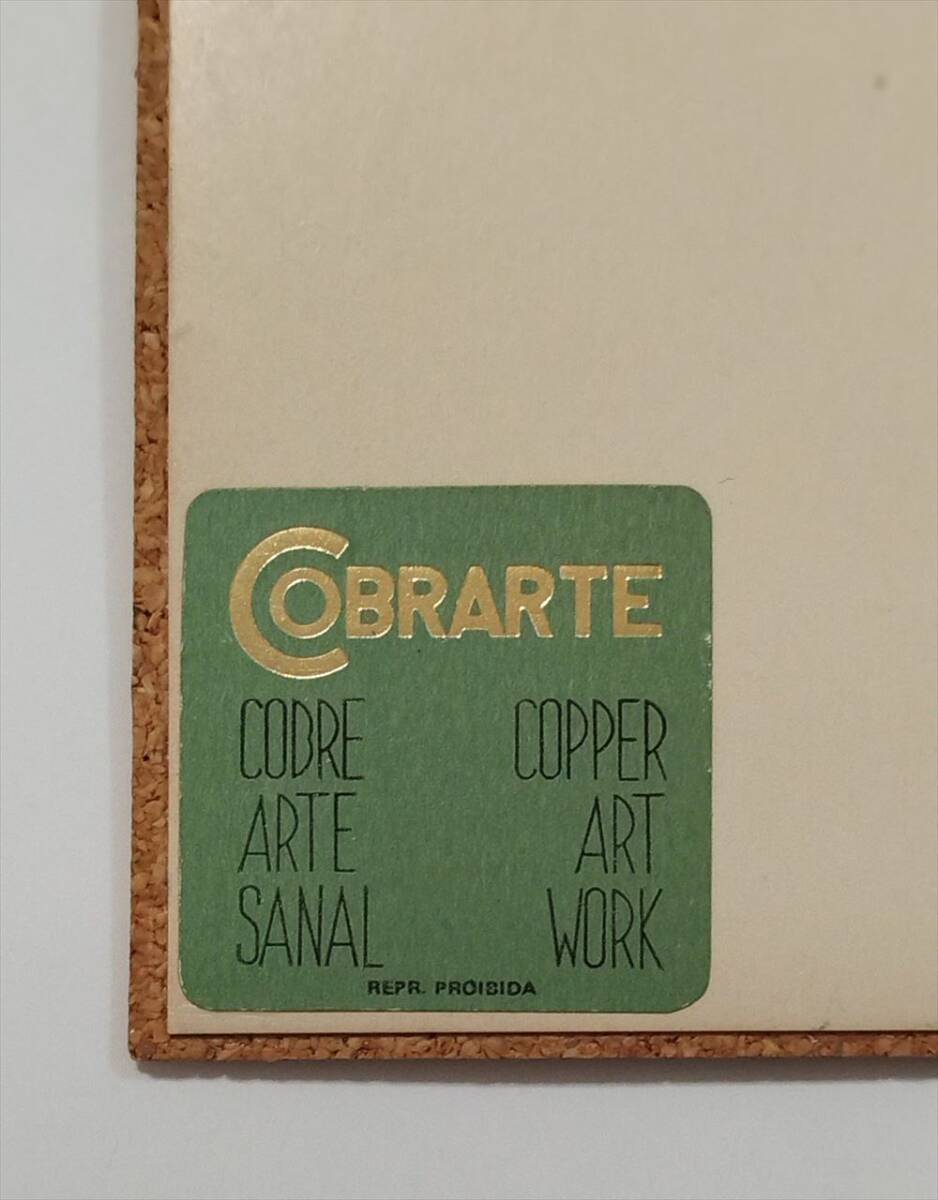 COBRARTE
COBRE COPPER
ARTE ART
SANAL WORK
REPR. PROIBIDA